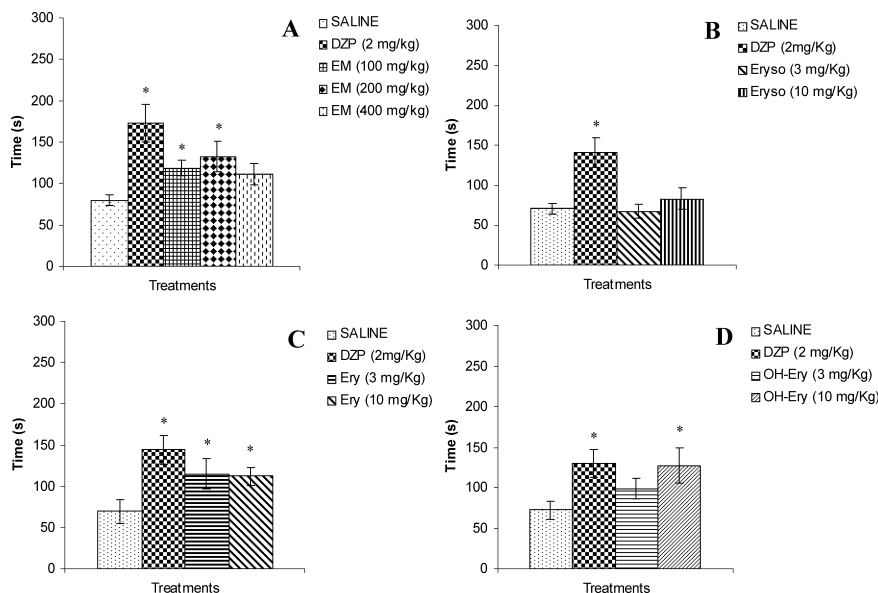 A
300
250
200
150
100
50
0
Time (s)
*
*
*
Treatments
SALINE
DZP (2 mg/kg)
EM (100 mg/kg)
EM (200 mg/kg)
EM (400 mg/kg)
B
300
250
200
150
100
50
0
Time (s)
*
Treatments
SALINE
DZP (2mg/Kg)
Eryso (3 mg/Kg)
Eryso (10 mg/Kg)
C
300
250
200
150
100
50
0
Time (s)
*
*
*
Treatments
SALINE
DZP (2mg/Kg)
Ery (3 mg/Kg)
Ery (10 mg/Kg)
D
300
250
200
150
100
50
0
Time (s)
*
*
Treatments
SALINE
DZP (2 mg/Kg)
OH-Ery (3 mg/Kg)
OH-Ery (10 mg/Kg)